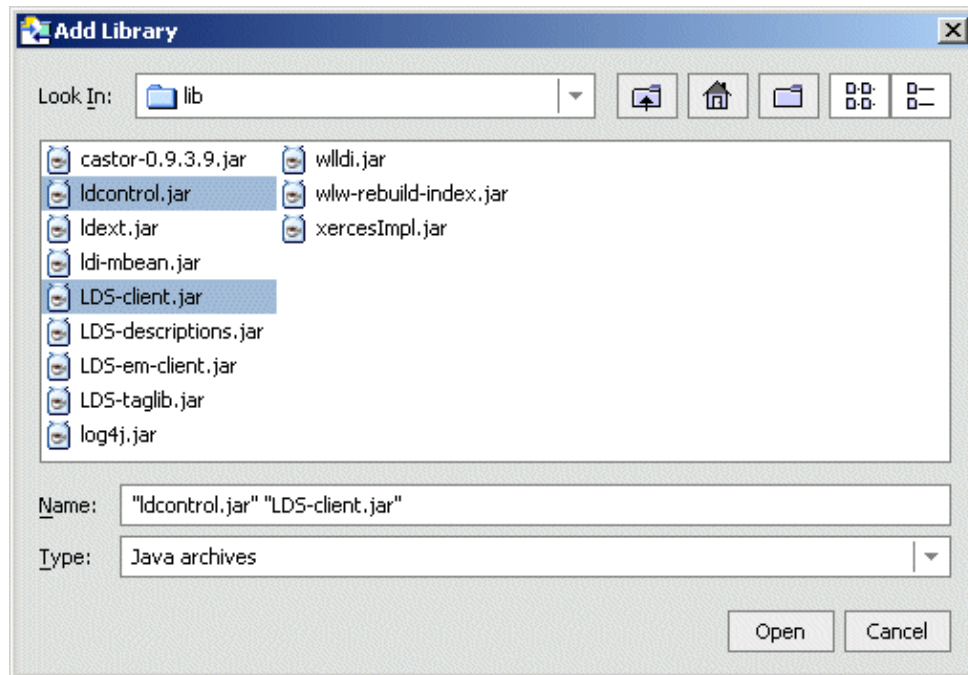 Add Library
Look In: lib
castor-0.9.3.9.jar
ldcontrol.jar
ldext.jar
ldi-mbean.jar
LDS-client.jar
LDS-descriptions.jar
LDS-em-client.jar
LDS-taglib.jar
log4j.jar
wlldi.jar
wlw-rebuild-index.jar
xercesImpl.jar
Name: "ldcontrol.jar" "LDS-client.jar"
Type: Java archives
Open Cancel